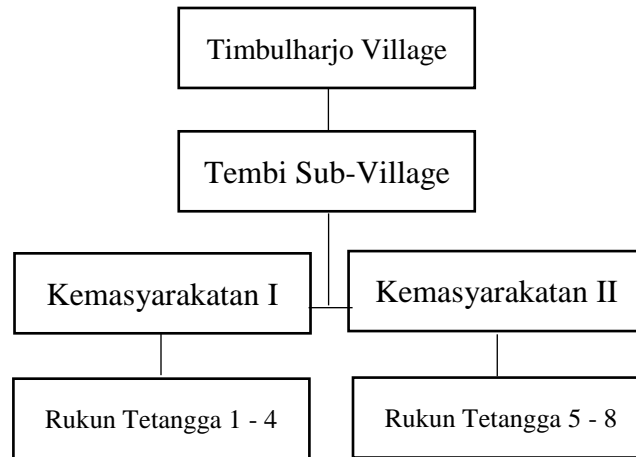 Timbulharjo Village
Tembi Sub-Village
Kemasyarakatan I
Kemasyarakatan II
Rukun Tetangga 1 - 4
Rukun Tetangga 5 - 8